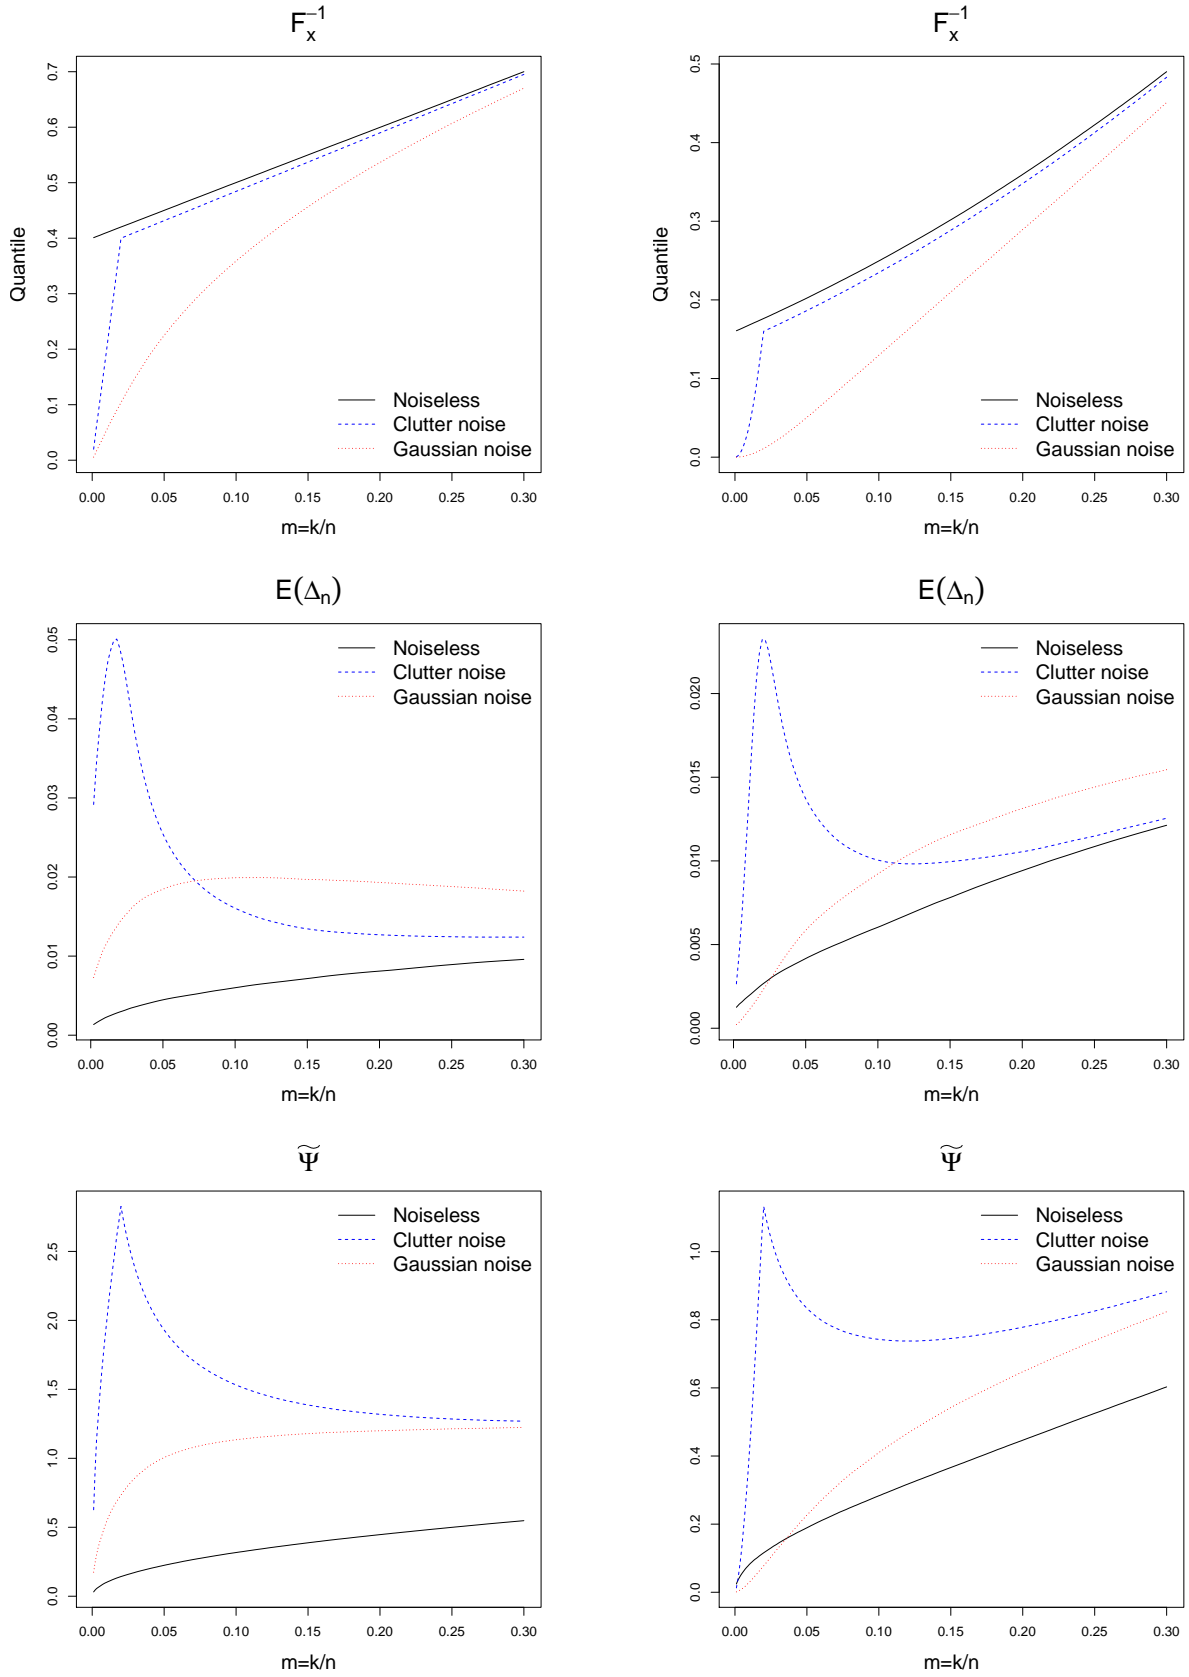 F_x^{-1}
Quantile
0.7
0.6
0.5
0.4
0.3
0.2
0.1
0.0
Noiseless
Clutter noise
Gaussian noise
0.00 0.05 0.10 0.15 0.20 0.25 0.30
m=k/n
F_x^{-1}
Quantile
0.5
0.4
0.3
0.2
0.1
0.0
Noiseless
Clutter noise
Gaussian noise
0.00 0.05 0.10 0.15 0.20 0.25 0.30
m=k/n
E(Δ_n)
0.05
0.04
0.03
0.02
0.01
0.00
Noiseless
Clutter noise
Gaussian noise
0.00 0.05 0.10 0.15 0.20 0.25 0.30
m=k/n
E(Δ_n)
0.020
0.015
0.010
0.005
0.000
Noiseless
Clutter noise
Gaussian noise
0.00 0.05 0.10 0.15 0.20 0.25 0.30
m=k/n
Ψ̃
2.5
2.0
1.5
1.0
0.5
0.0
Noiseless
Clutter noise
Gaussian noise
0.00 0.05 0.10 0.15 0.20 0.25 0.30
m=k/n
Ψ̃
1.0
0.8
0.6
0.4
0.2
0.0
Noiseless
Clutter noise
Gaussian noise
0.00 0.05 0.10 0.15 0.20 0.25 0.30
m=k/n